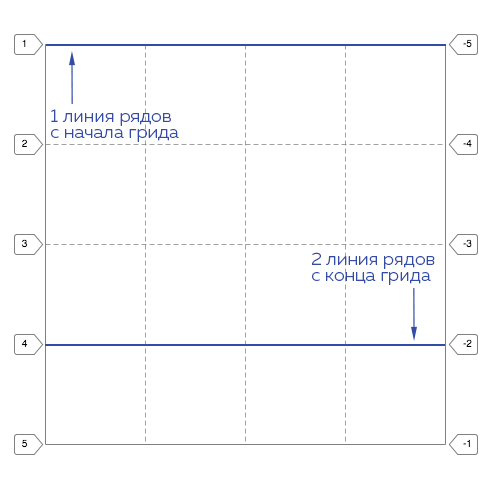 1 -5
1 линия рядов
с начала грида
2 -4
3 -3
2 линия рядов
с конца грида
4 -2
5 -1